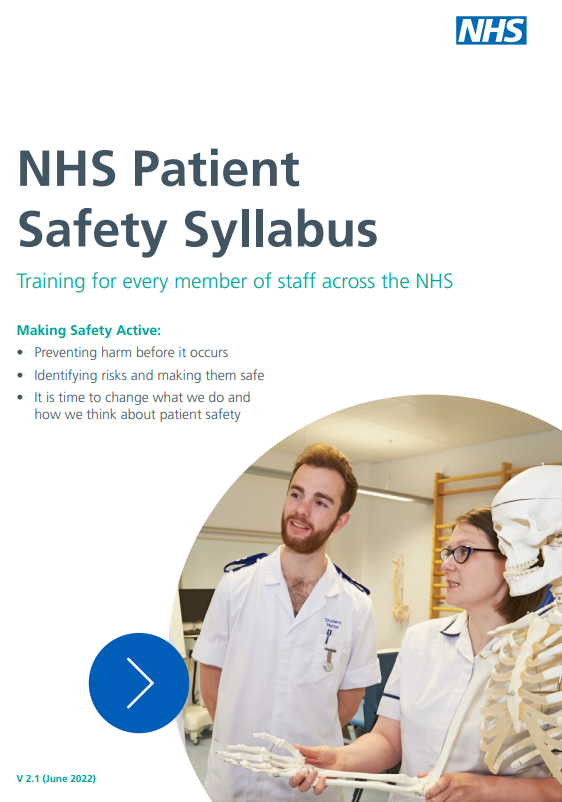 NHS
NHS Patient
Safety Syllabus
Training for every member of staff across the NHS
Making Safety Active:
• Preventing harm before it occurs
• Identifying risks and making them safe
• It is time to change what we do and
how we think about patient safety
Student
Nurse
V 2.1 (June 2022)